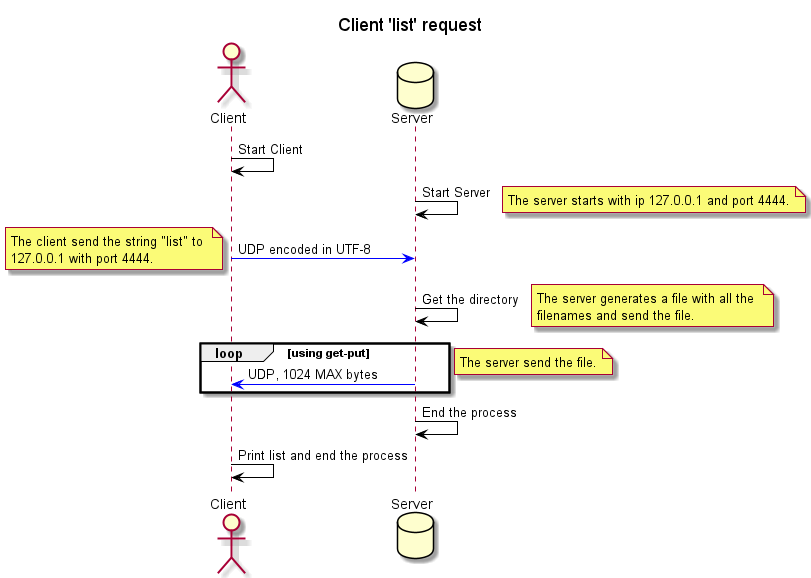 Client 'list' request
Client
Server
Start Client
Start Server
The server starts with ip 127.0.0.1 and port 4444.
The client send the string "list" to
127.0.0.1 with port 4444.
UDP encoded in UTF-8
Get the directory
The server generates a file with all the
filenames and send the file.
loop
[using get-put]
The server send the file.
UDP, 1024 MAX bytes
End the process
Print list and end the process
Client
Server